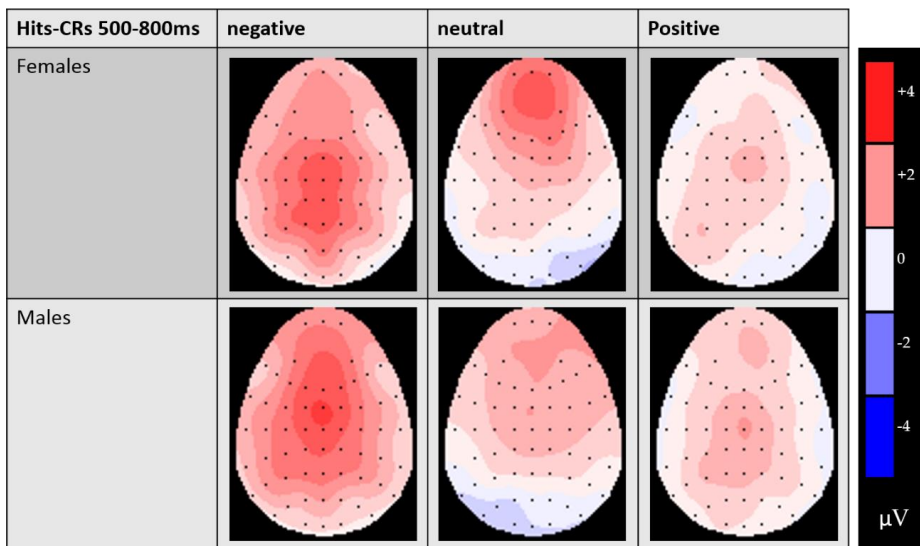 Hits-CRs 500-800ms negative neutral Positive
Females
Males
+4
+2
0
-2
-4
μV